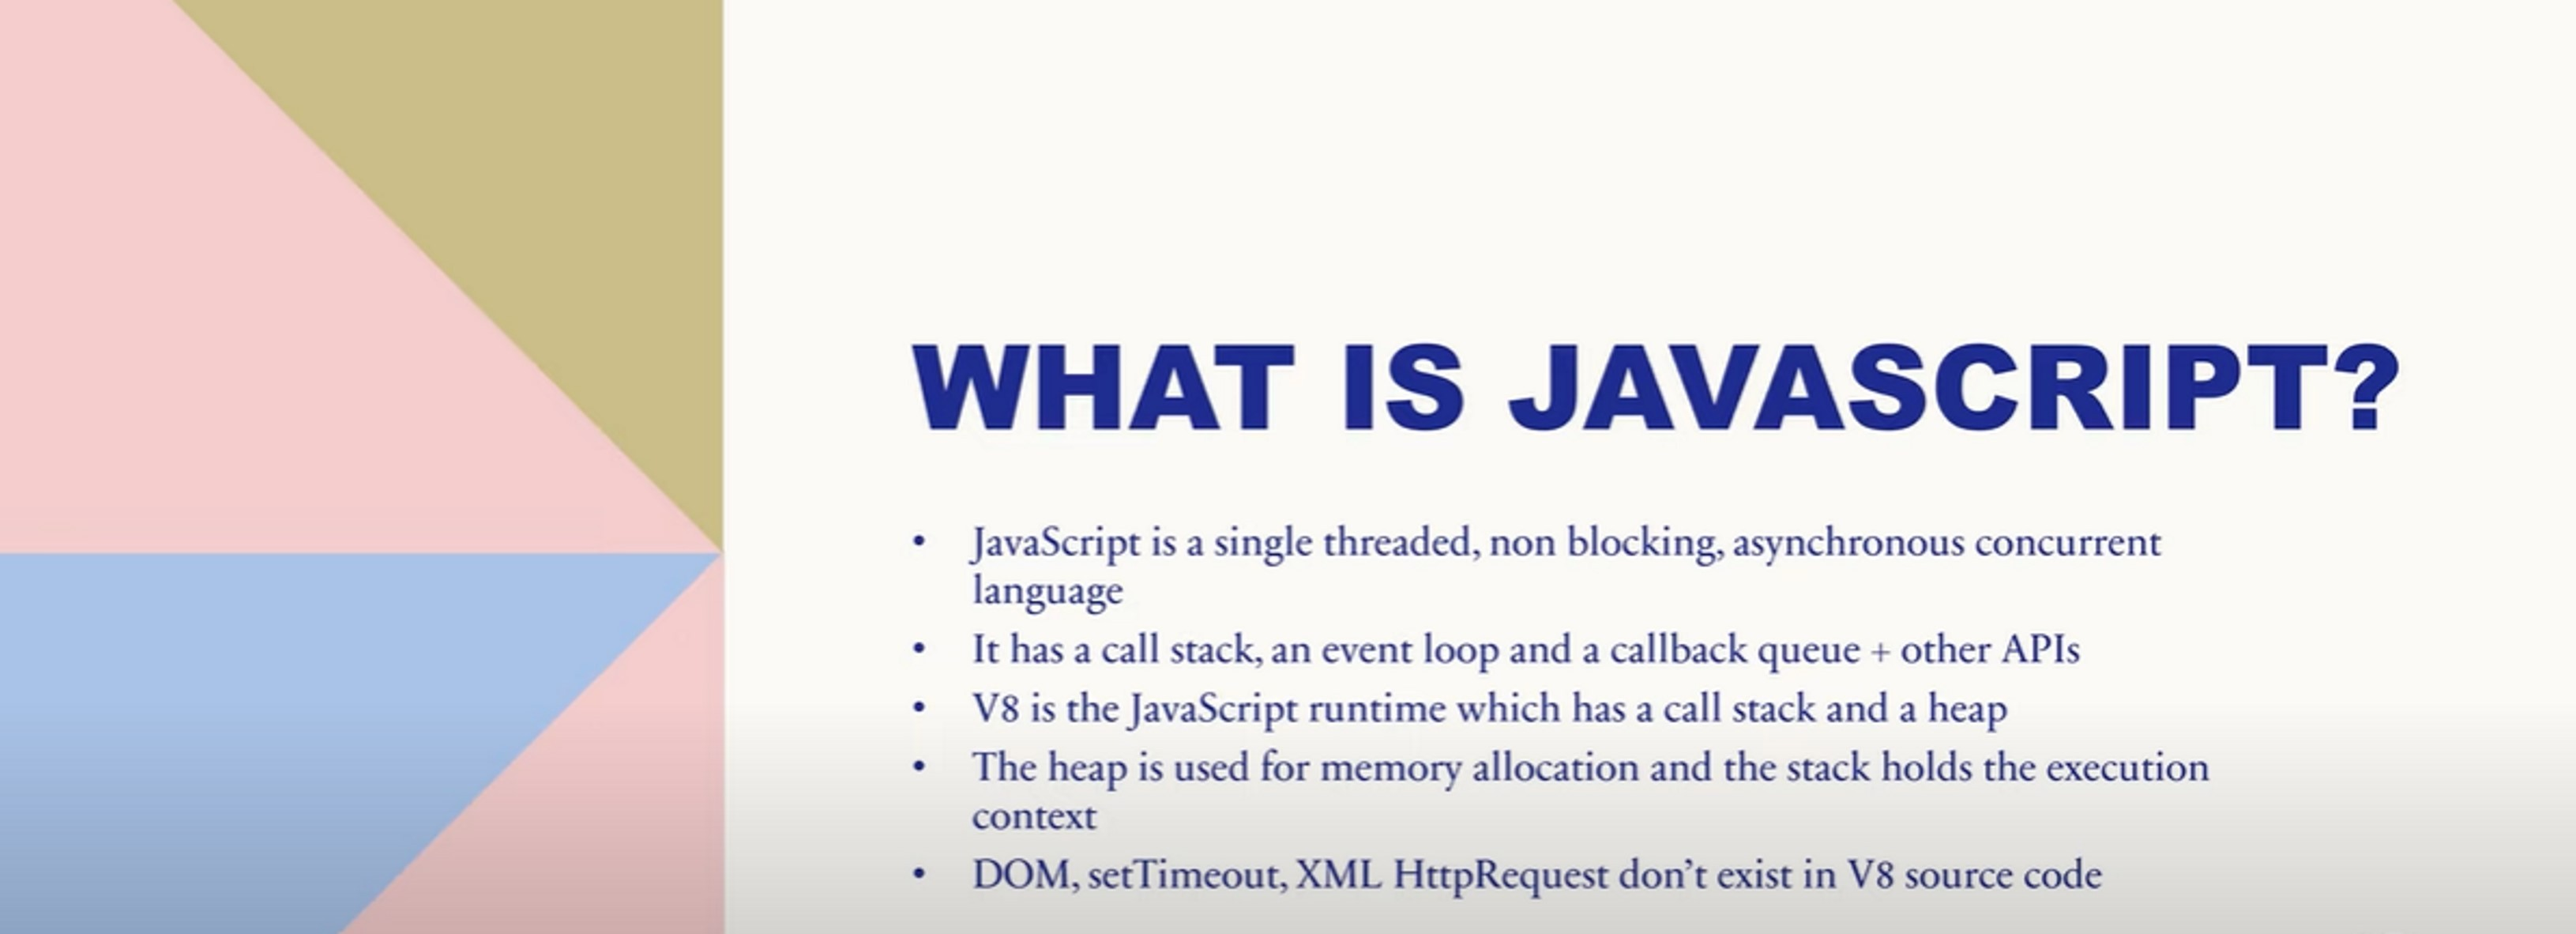 WHAT IS JAVASCRIPT?
• JavaScript is a single threaded, non blocking, asynchronous concurrent
language
• It has a call stack, an event loop and a callback queue + other APIs
• V8 is the JavaScript runtime which has a call stack and a heap
• The heap is used for memory allocation and the stack holds the execution
context
• DOM, setTimeout, XML HttpRequest don’t exist in V8 source code